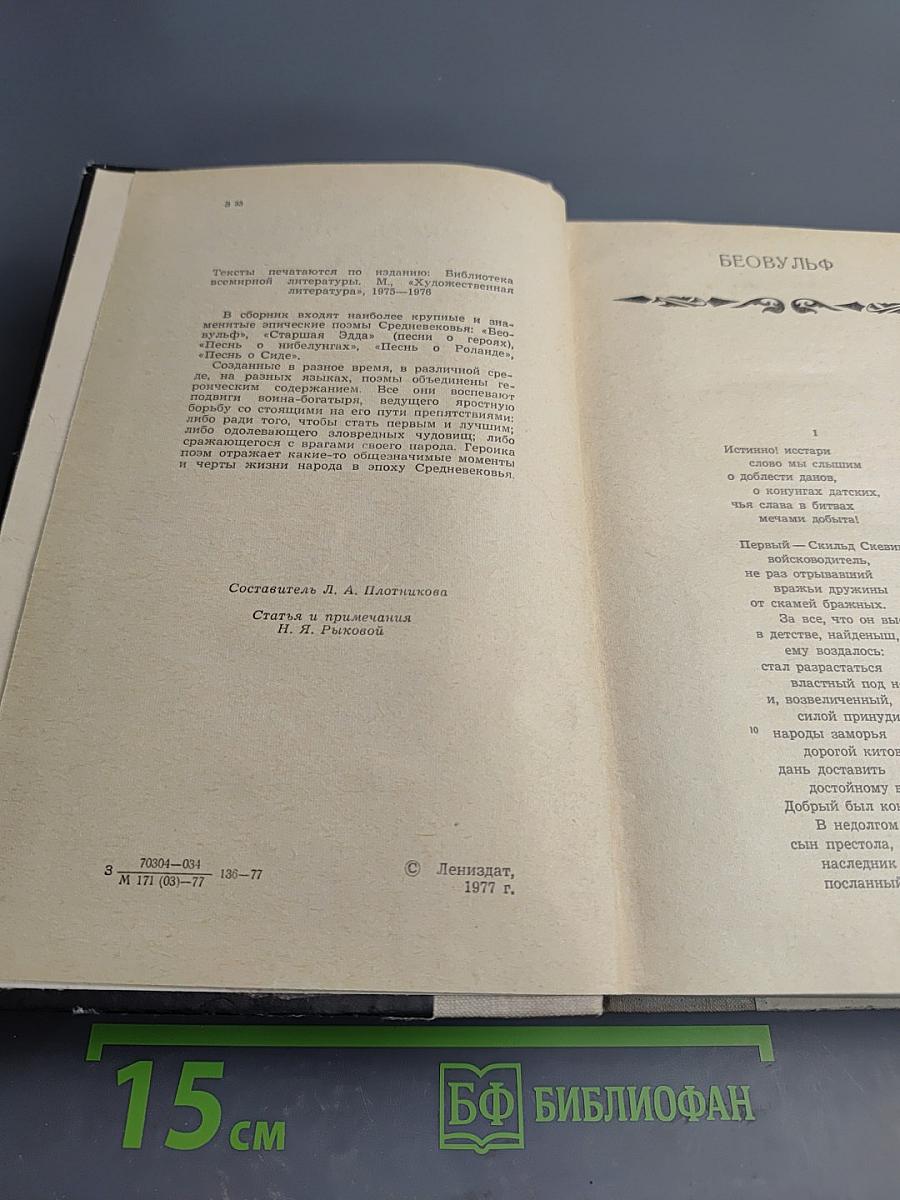 З 55
Тексты печатаются по изданию: Библиотека
всемирной литературы. М., «Художественная
литература», 1975—1976
В сборник входят наиболее крупные и зна-
менитые эпические поэмы Средневековья: «Бео-
вульф», «Старшая Эдда» (песни о героях),
«Песнь о нибелунгах», «Песнь о Роланде»,
«Песнь о Сиде».
Созданные в разное время, в различной сре-
де, на разных языках, поэмы объединены ге-
роическим содержанием. Все они воспевают
подвиги воина-богатыря, ведущего яростную
борьбу со стоящими на его пути препятствиями:
либо ради того, чтобы стать первым и лучшим;
либо одолевающего зловредных чудовищ; либо
сражающегося с врагами своего народа. Героика
поэм отражает какие-то общезначимые моменты
и черты жизни народа в эпоху Средневековья.
Составитель Л. А. Плотникова
Статья и примечания
Н. Я. Рыковой
З 70304—034
М 171 (03)—77 136—77
© Лениздат,
1977 г.
БЕОВУЛЬФ
1
Истинно! исстари
слово мы слышим
о доблести данов,
о конунгах датских,
чья слава в битвах
мечами добыта!
Первый — Скильд Скевин
войсководитель,
не раз отрывавший
вражьи дружины
от скамей бражных.
За все, что он выс
в детстве, найденыш,
ему воздалось:
стал разрастаться
властный под н
и, возвеличенный,
силой принуди
10 народы заморья
дорогой китов
дань доставить
достойному в
Добрый был кон
В недолгом
сын престола,
наследник
посланный
15 см
БФ БИБЛИОФАН